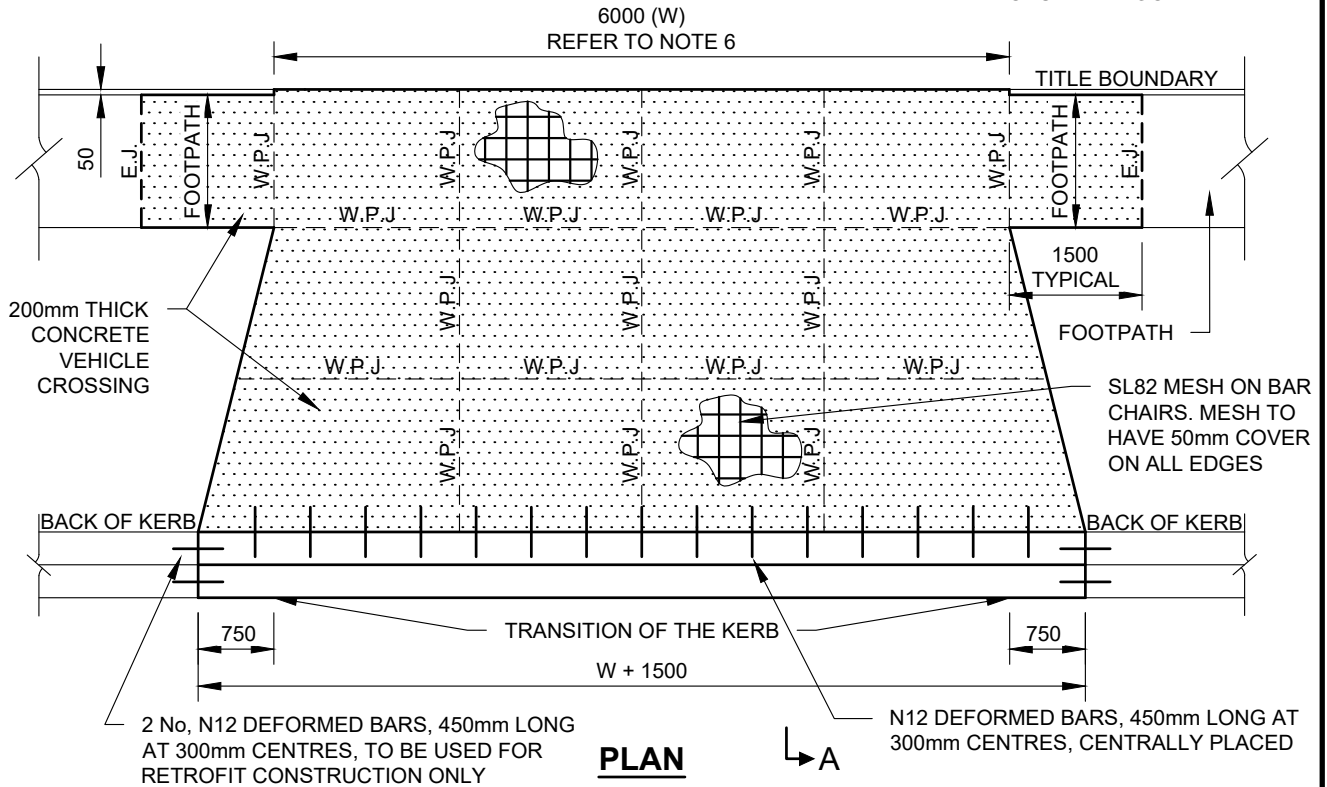 6000 (W)
REFER TO NOTE 6
TITLE BOUNDARY
50
E.J.
FOOTPATH
W.P.J
W.P.J
W.P.J
W.P.J
W.P.J
FOOTPATH
E.J.
W.P.J
W.P.J
W.P.J
W.P.J
1500
TYPICAL
200mm THICK
CONCRETE
VEHICLE
CROSSING
W.P.J
W.P.J
W.P.J
FOOTPATH
W.P.J
W.P.J
W.P.J
W.P.J
SL82 MESH ON BAR
CHAIRS. MESH TO
HAVE 50mm COVER
ON ALL EDGES
W.P.J
W.P.J
W.P.J
BACK OF KERB
BACK OF KERB
750
TRANSITION OF THE KERB
750
W + 1500
2 No, N12 DEFORMED BARS, 450mm LONG
AT 300mm CENTRES, TO BE USED FOR
RETROFIT CONSTRUCTION ONLY
PLAN
A
N12 DEFORMED BARS, 450mm LONG AT
300mm CENTRES, CENTRALLY PLACED